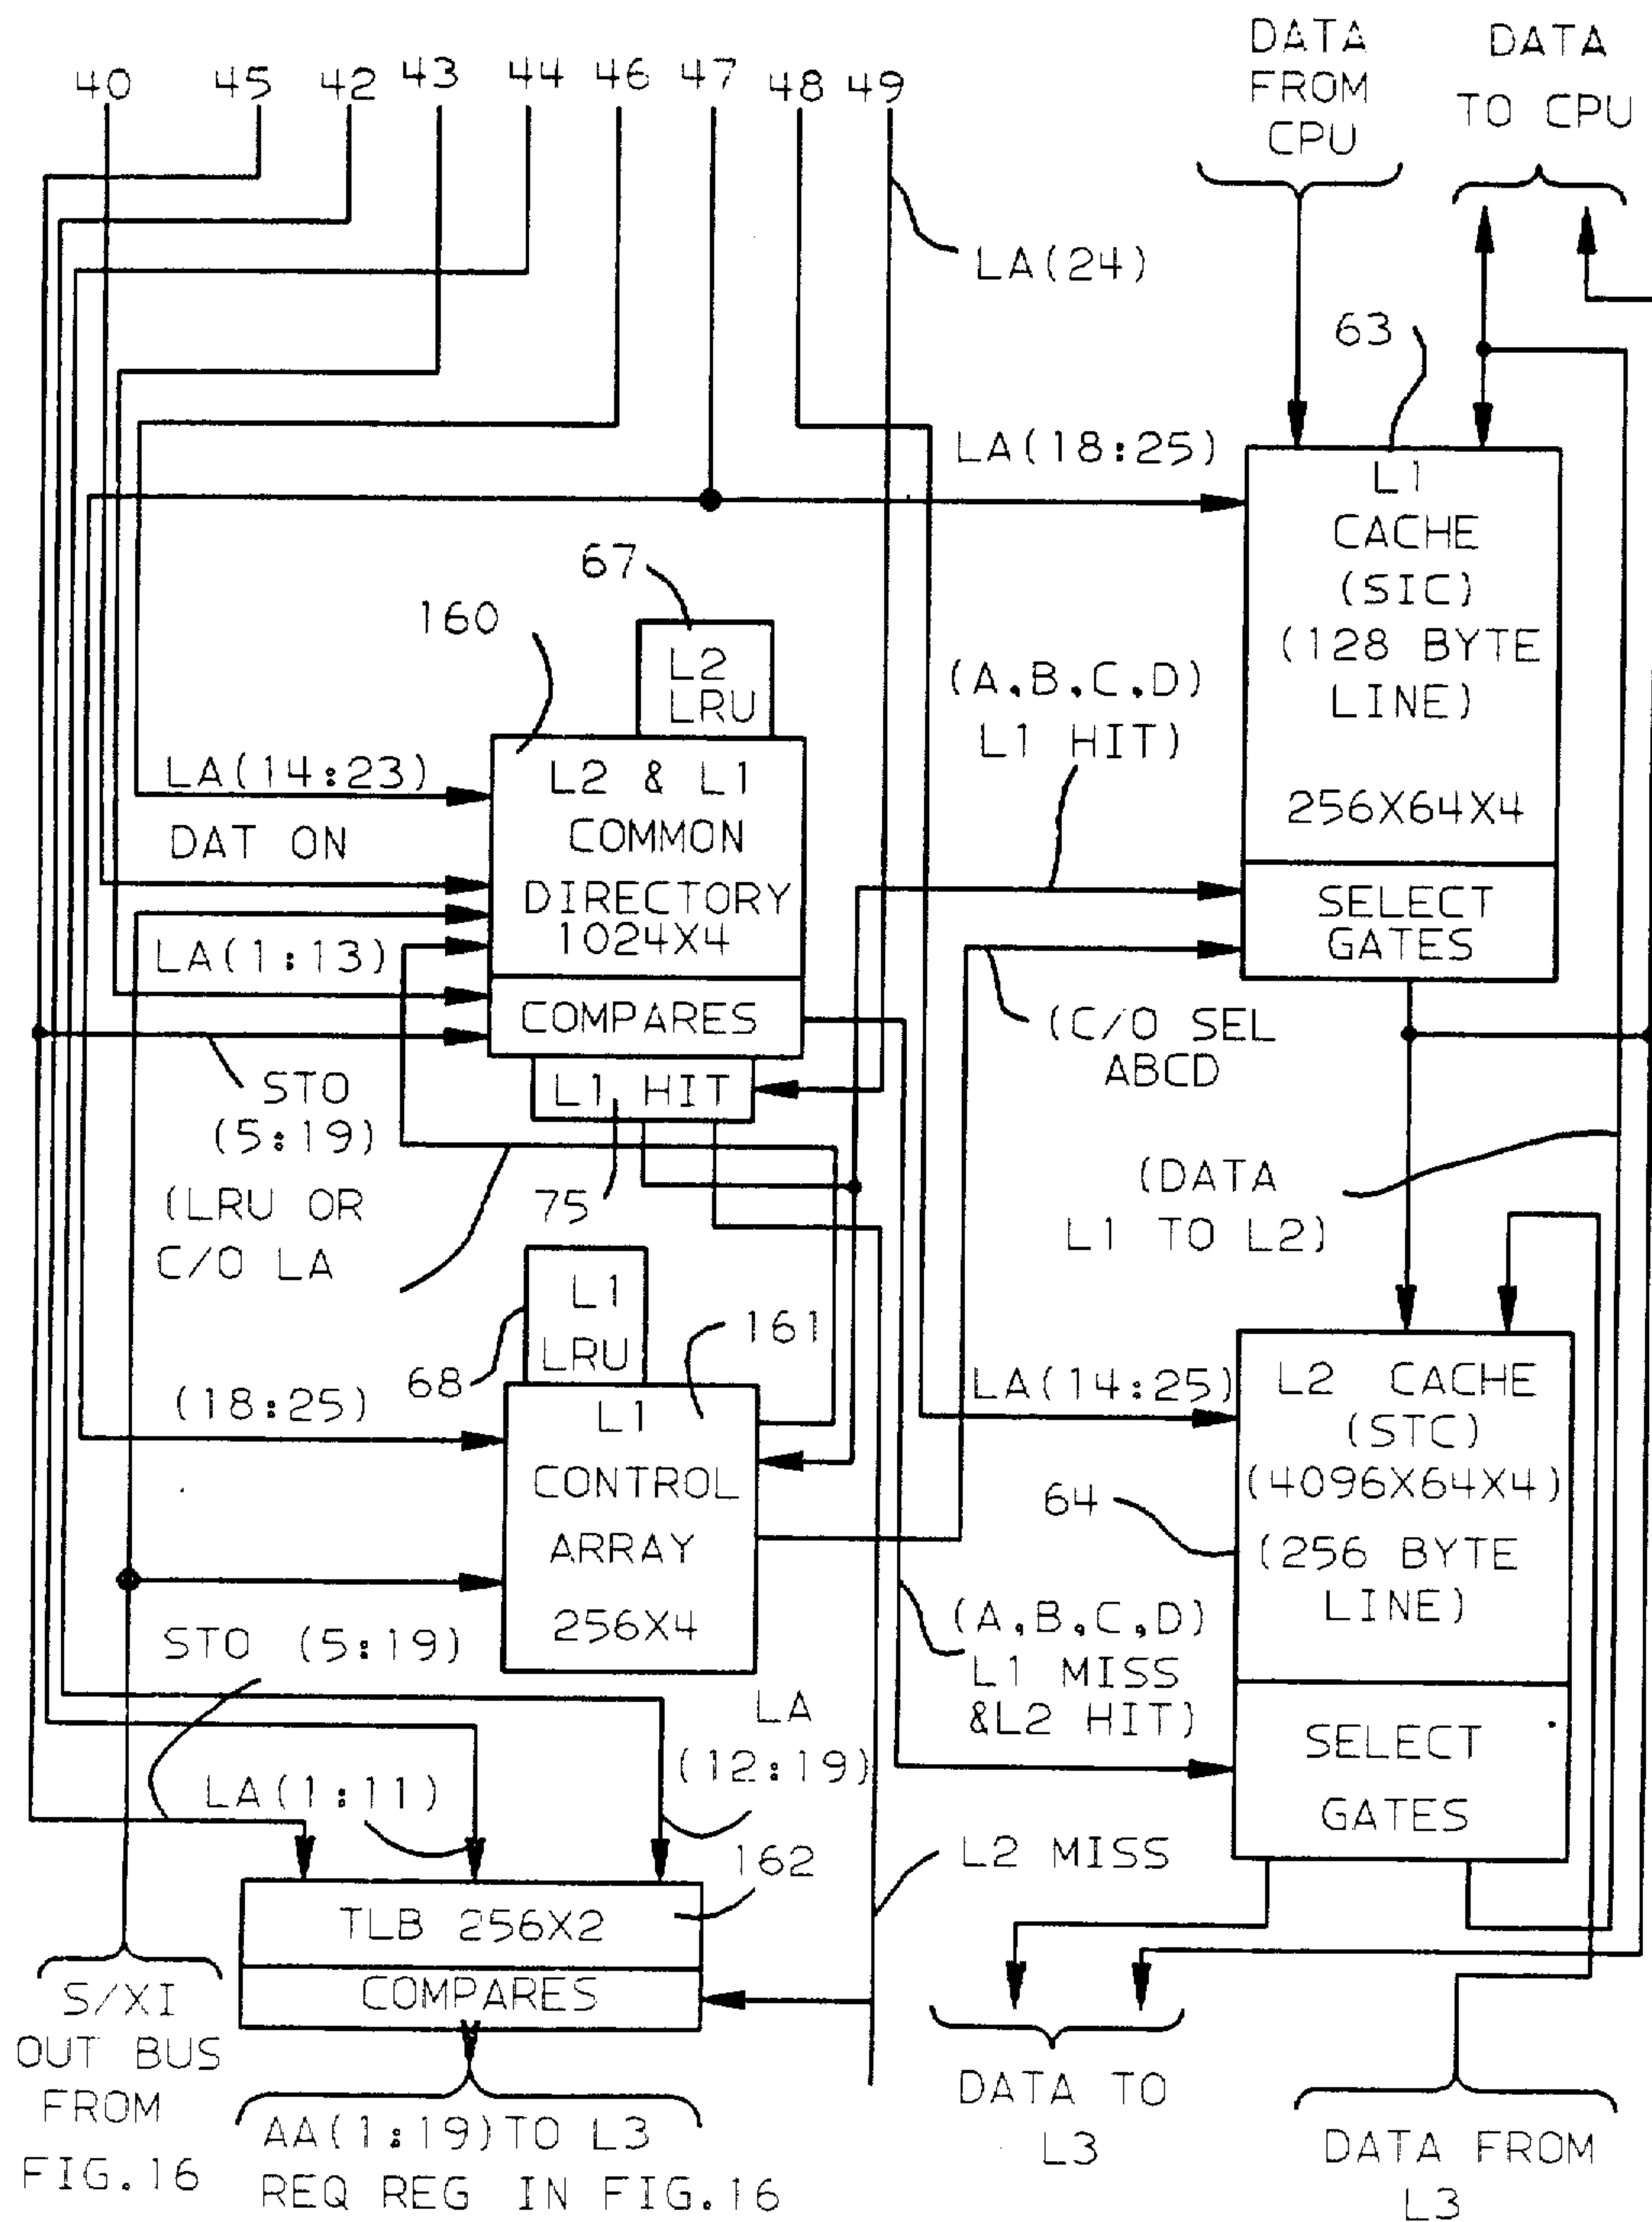 DATA
FROM
CPU
DATA
TO CPU
40
45
42
43
44
46
47
48
49
LA(24)
63
LA(18:25)
L1
CACHE
(SIC)
(128 BYTE
LINE)
256X64X4
SELECT
GATES
67
160
L2
LRU
(A,B,C,D)
L1 HIT)
LA(14:23)
DAT ON
L2 & L1
COMMON
DIRECTORY
1024X4
LA(1:13)
COMPARES
(C/O SEL
ABCD
L1 HIT
STO
(5:19)
75
(LRU OR
C/O LA
(DATA
L1 TO L2)
L1
LRU
68
161
(18:25)
LA(14:25)
L1
CONTROL
ARRAY
256X4
L2 CACHE
(STC)
(4096X64X4)
(256 BYTE
LINE)
64
(A,B,C,D)
L1 MISS
&L2 HIT)
STO (5:19)
LA
(12:19)
SELECT
GATES
LA(1:11)
162
L2 MISS
TLB 256X2
COMPARES
S/XI
OUT BUS
FROM
FIG.16
AA(1:19)TO L3
REQ REG IN FIG.16
DATA TO
L3
DATA FROM
L3